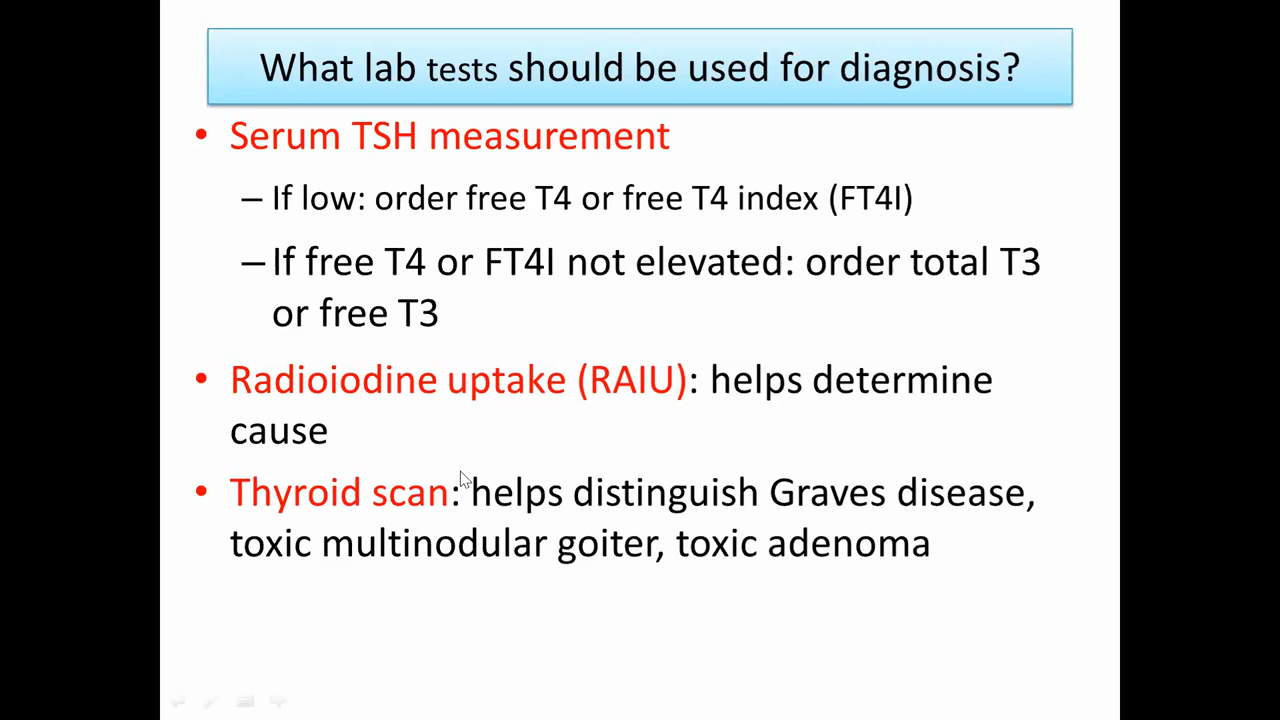 What lab tests should be used for diagnosis?
• Serum TSH measurement
– If low: order free T4 or free T4 index (FT4I)
– If free T4 or FT4I not elevated: order total T3
or free T3
• Radioiodine uptake (RAIU): helps determine
cause
• Thyroid scan: helps distinguish Graves disease,
toxic multinodular goiter, toxic adenoma